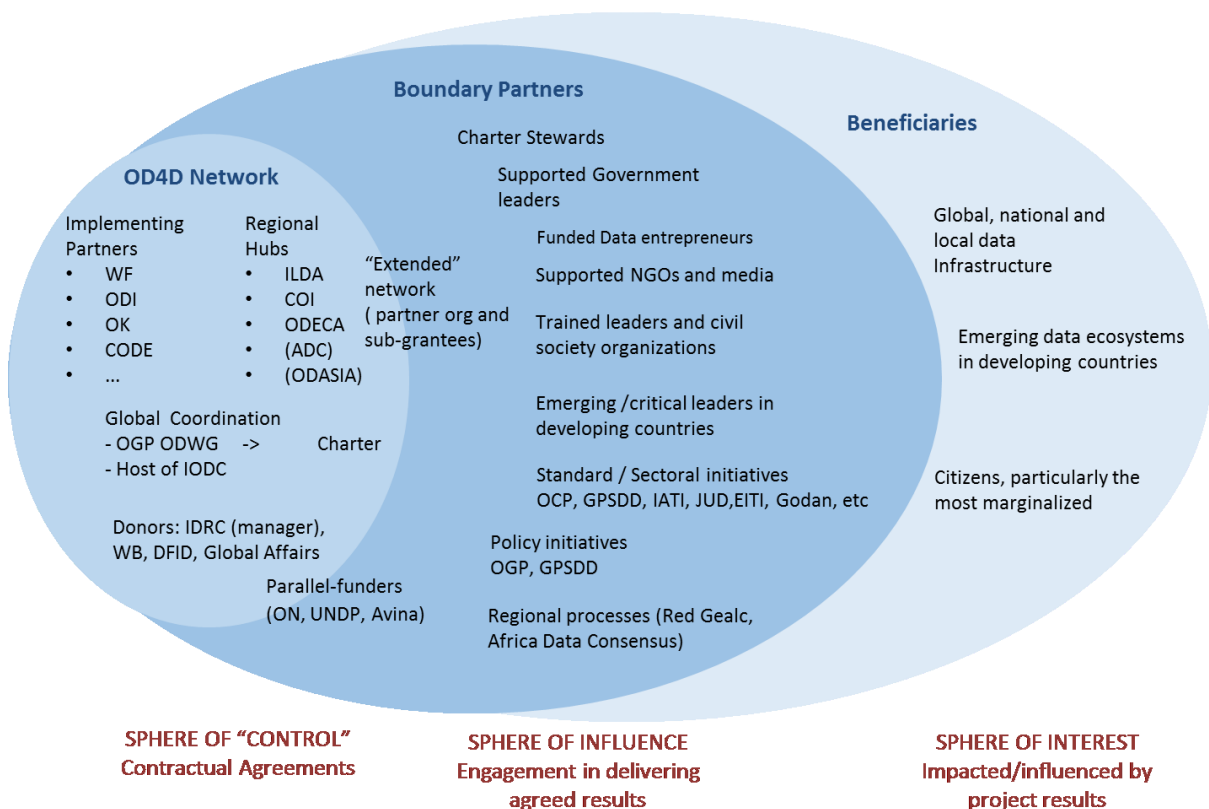 Boundary Partners
Beneficiaries
Charter Stewards
OD4D Network
Supported Government
leaders
Implementing
Partners
• WF
• ODI
• OK
• CODE
• ...
Regional
Hubs
• ILDA
• COI
• ODECA
• (ADC)
• (ODASIA)
“Extended”
network
( partner org and
sub-grantees)
Global Coordination
- OGP ODWG -> Charter
- Host of IODC
Donors: IDRC (manager),
WB, DFID, Global Affairs
Parallel-funders
(ON, UNDP, Avina)
Funded Data entrepreneurs
Supported NGOs and media
Trained leaders and civil
society organizations
Emerging /critical leaders in
developing countries
Standard / Sectoral initiatives
OCP, GPSDD, IATI, JUD,EITI, Godan, etc
Policy initiatives
OGP, GPSDD
Regional processes (Red Gealc,
Africa Data Consensus)
Global, national and
local data
Infrastructure
Emerging data ecosystems
in developing countries
Citizens, particularly the
most marginalized
SPHERE OF “CONTROL”
Contractual Agreements
SPHERE OF INFLUENCE
Engagement in delivering
agreed results
SPHERE OF INTEREST
Impacted/influenced by
project results